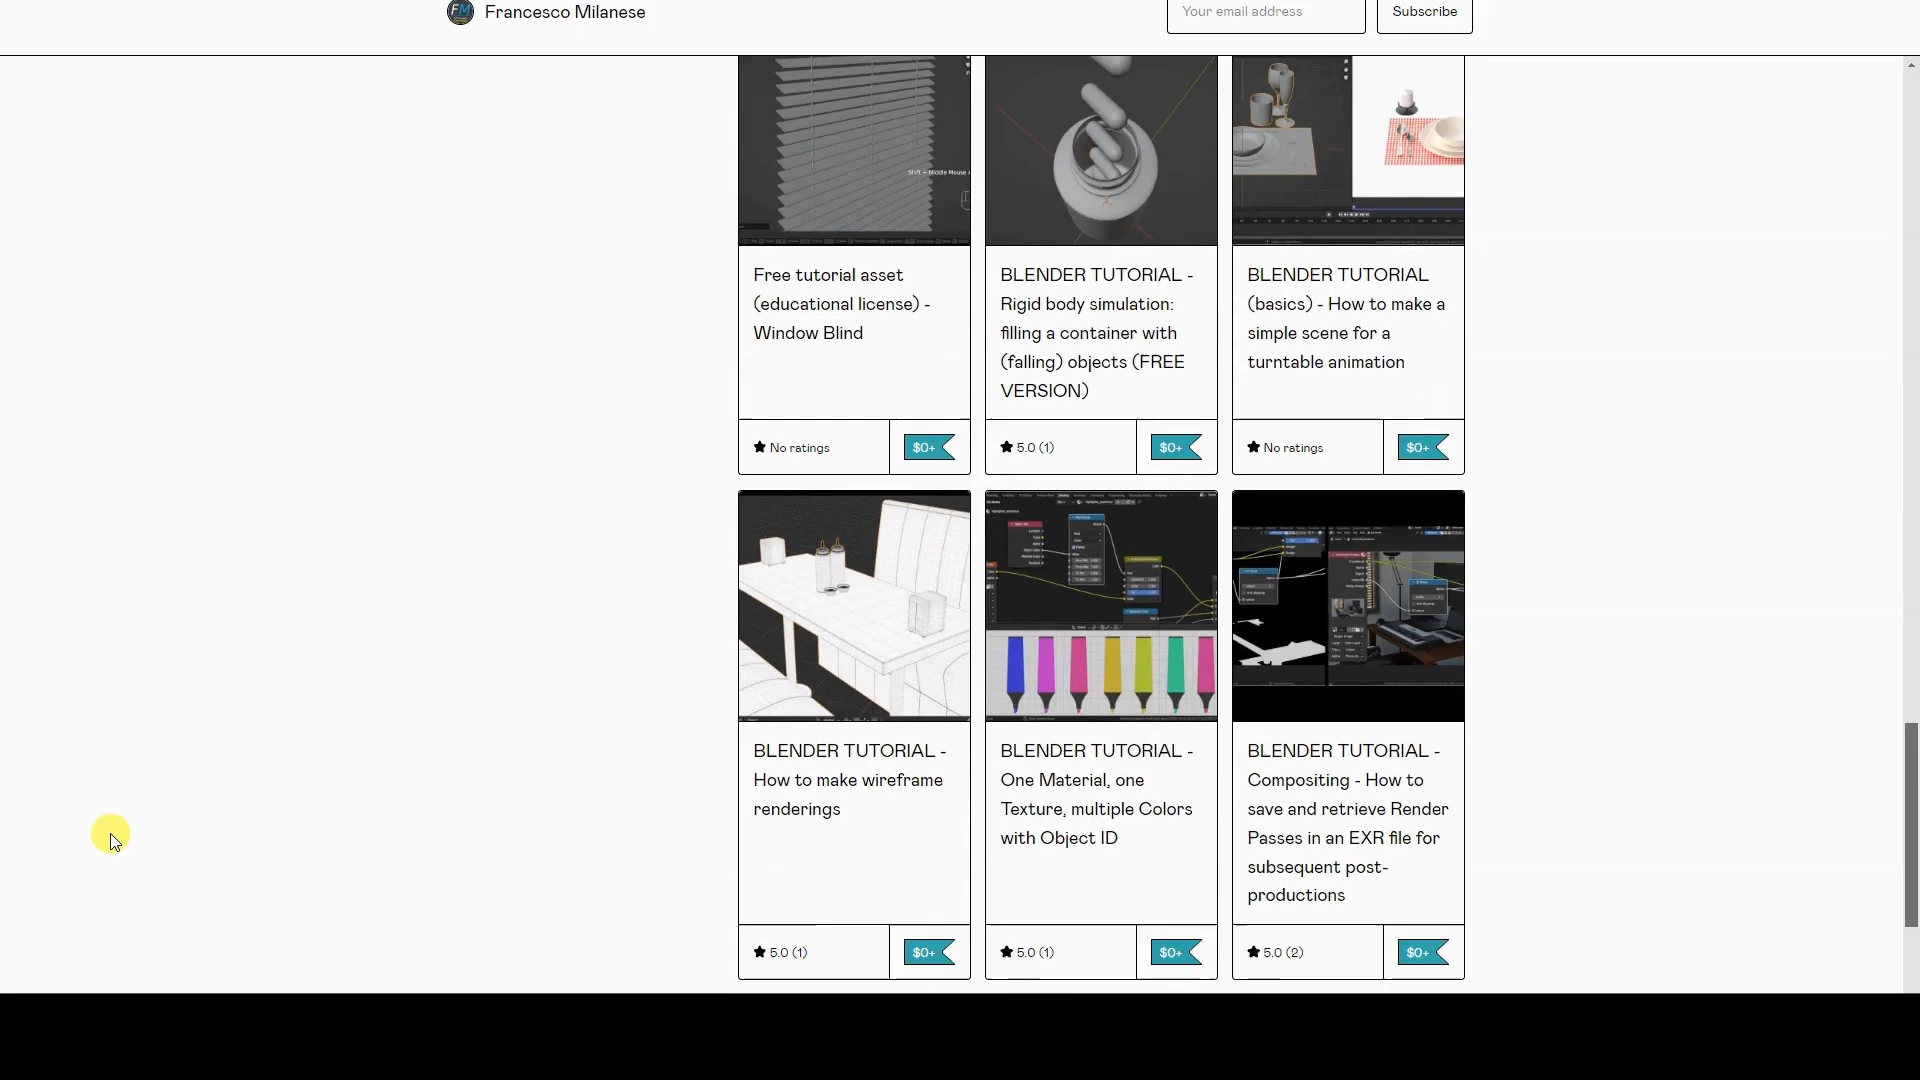 FM Francesco Milanese
Your email address
Subscribe
Shift + Middle Mouse x
Free tutorial asset
(educational license) -
Window Blind
BLENDER TUTORIAL -
Rigid body simulation:
filling a container with
(falling) objects (FREE
VERSION)
BLENDER TUTORIAL
(basics) - How to make a
simple scene for a
turntable animation
No ratings
$0+
5.0 (1)
$0+
No ratings
$0+
BLENDER TUTORIAL -
How to make wireframe
renderings
BLENDER TUTORIAL -
One Material, one
Texture, multiple Colors
with Object ID
BLENDER TUTORIAL -
Compositing - How to
save and retrieve Render
Passes in an EXR file for
subsequent post-
productions
5.0 (1)
$0+
5.0 (1)
$0+
5.0 (2)
$0+